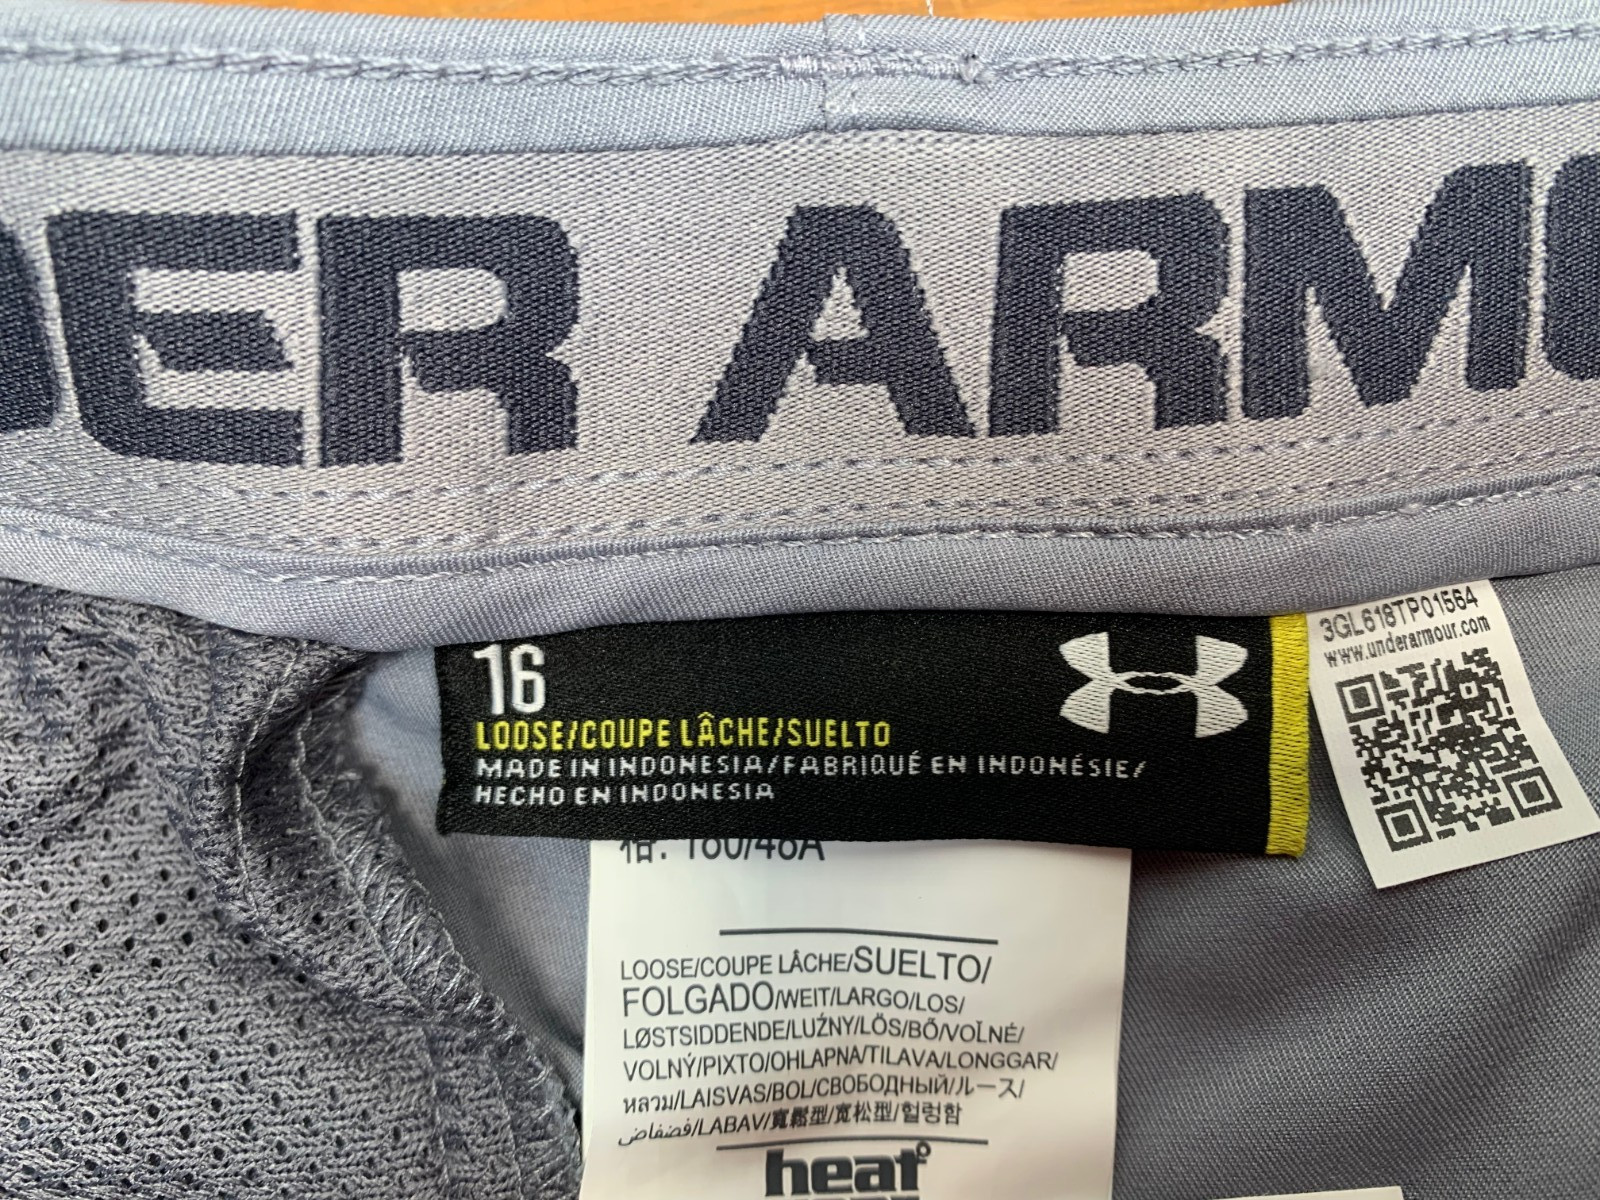 DER ARMO
16
LOOSE/COUPE LÂCHE/SUELTO
MADE IN INDONESIA/FABRIQUÉ EN INDONÉSIE/
HECHO EN INDONESIA
3GL618TP01564
www.underarmour.com
LOOSE/COUPE LÂCHE/SUELTO/
FOLGADO/WEIT/LARGO/LOS/
LØSTSIDDENDE/LUŹNY/LÖS/BŐ/VOLNÉ/
VOLNÝ/PIXTO/OHLAPNA/TILAVA/LONGGAR/
หลวม/LAISVAS/BOL/СВОБОДНЫЙ/ルース/
فضفاض/LABAV/寬鬆型/宽松型/헐렁함
heat